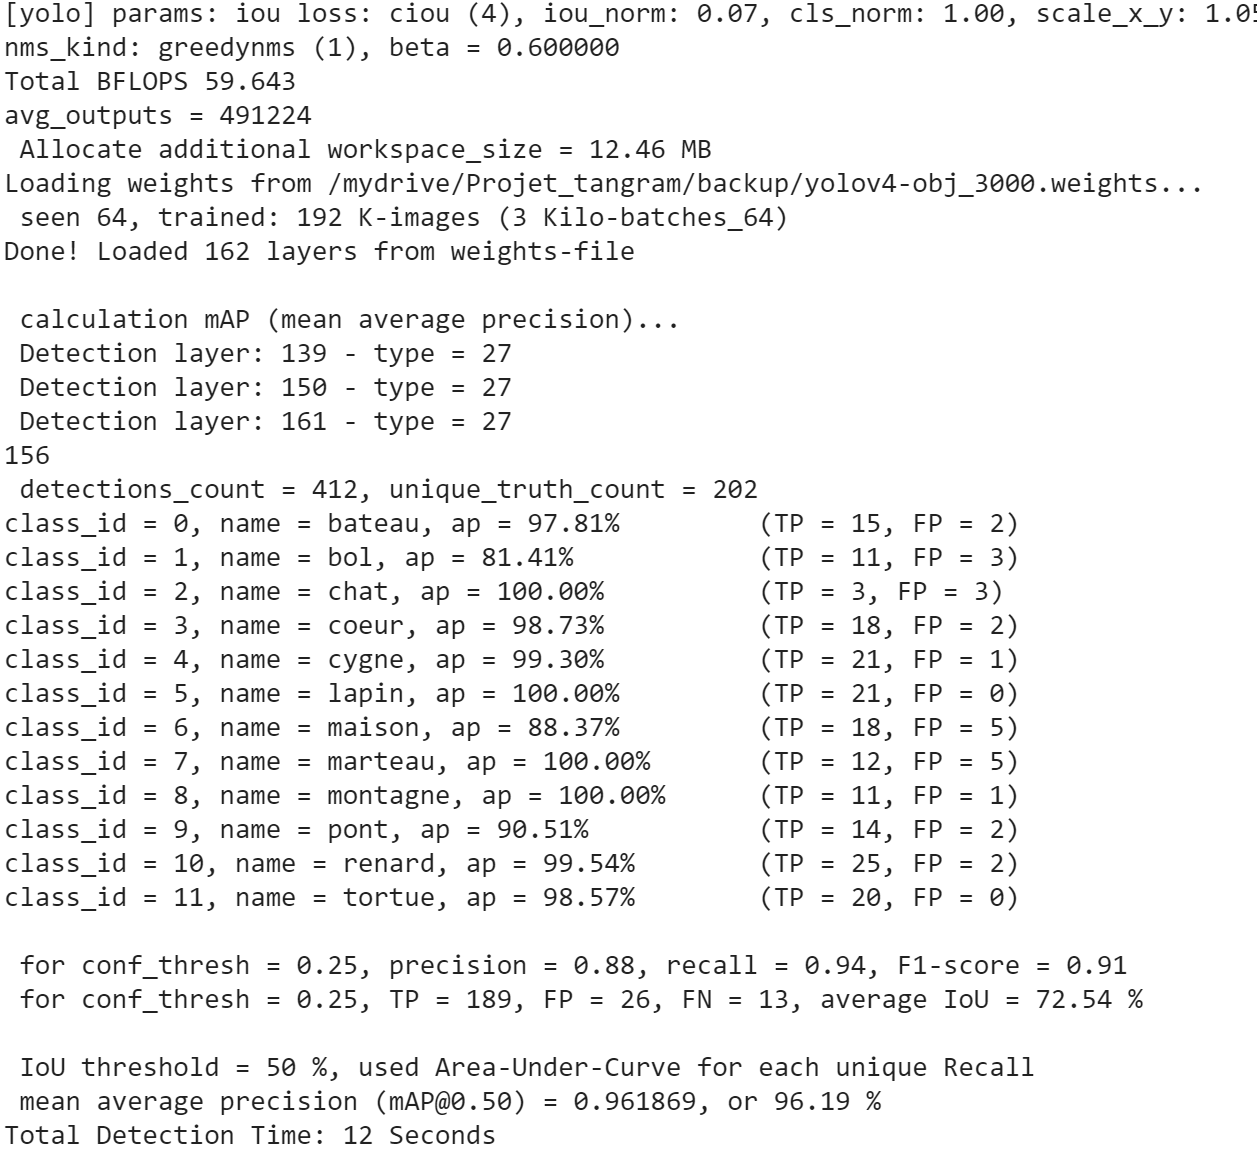 [yolo] params: iou loss: ciou (4), iou_norm: 0.07, cls_norm: 1.00, scale_x_y: 1.05
nms_kind: greedynms (1), beta = 0.600000
Total BFLOPS 59.643
avg_outputs = 491224
Allocate additional workspace_size = 12.46 MB
Loading weights from /mydrive/Projet_tangram/backup/yolov4-obj_3000.weights...
seen 64, trained: 192 K-images (3 Kilo-batches_64)
Done! Loaded 162 layers from weights-file
calculation mAP (mean average precision)...
Detection layer: 139 - type = 27
Detection layer: 150 - type = 27
Detection layer: 161 - type = 27
156
detections_count = 412, unique_truth_count = 202
class_id = 0, name = bateau, ap = 97.81% (TP = 15, FP = 2)
class_id = 1, name = bol, ap = 81.41% (TP = 11, FP = 3)
class_id = 2, name = chat, ap = 100.00% (TP = 3, FP = 3)
class_id = 3, name = coeur, ap = 98.73% (TP = 18, FP = 2)
class_id = 4, name = cygne, ap = 99.30% (TP = 21, FP = 1)
class_id = 5, name = lapin, ap = 100.00% (TP = 21, FP = 0)
class_id = 6, name = maison, ap = 88.37% (TP = 18, FP = 5)
class_id = 7, name = marteau, ap = 100.00% (TP = 12, FP = 5)
class_id = 8, name = montagne, ap = 100.00% (TP = 11, FP = 1)
class_id = 9, name = pont, ap = 90.51% (TP = 14, FP = 2)
class_id = 10, name = renard, ap = 99.54% (TP = 25, FP = 2)
class_id = 11, name = tortue, ap = 98.57% (TP = 20, FP = 0)
for conf_thresh = 0.25, precision = 0.88, recall = 0.94, F1-score = 0.91
for conf_thresh = 0.25, TP = 189, FP = 26, FN = 13, average IoU = 72.54 %
IoU threshold = 50 %, used Area-Under-Curve for each unique Recall
mean average precision (mAP@0.50) = 0.961869, or 96.19 %
Total Detection Time: 12 Seconds